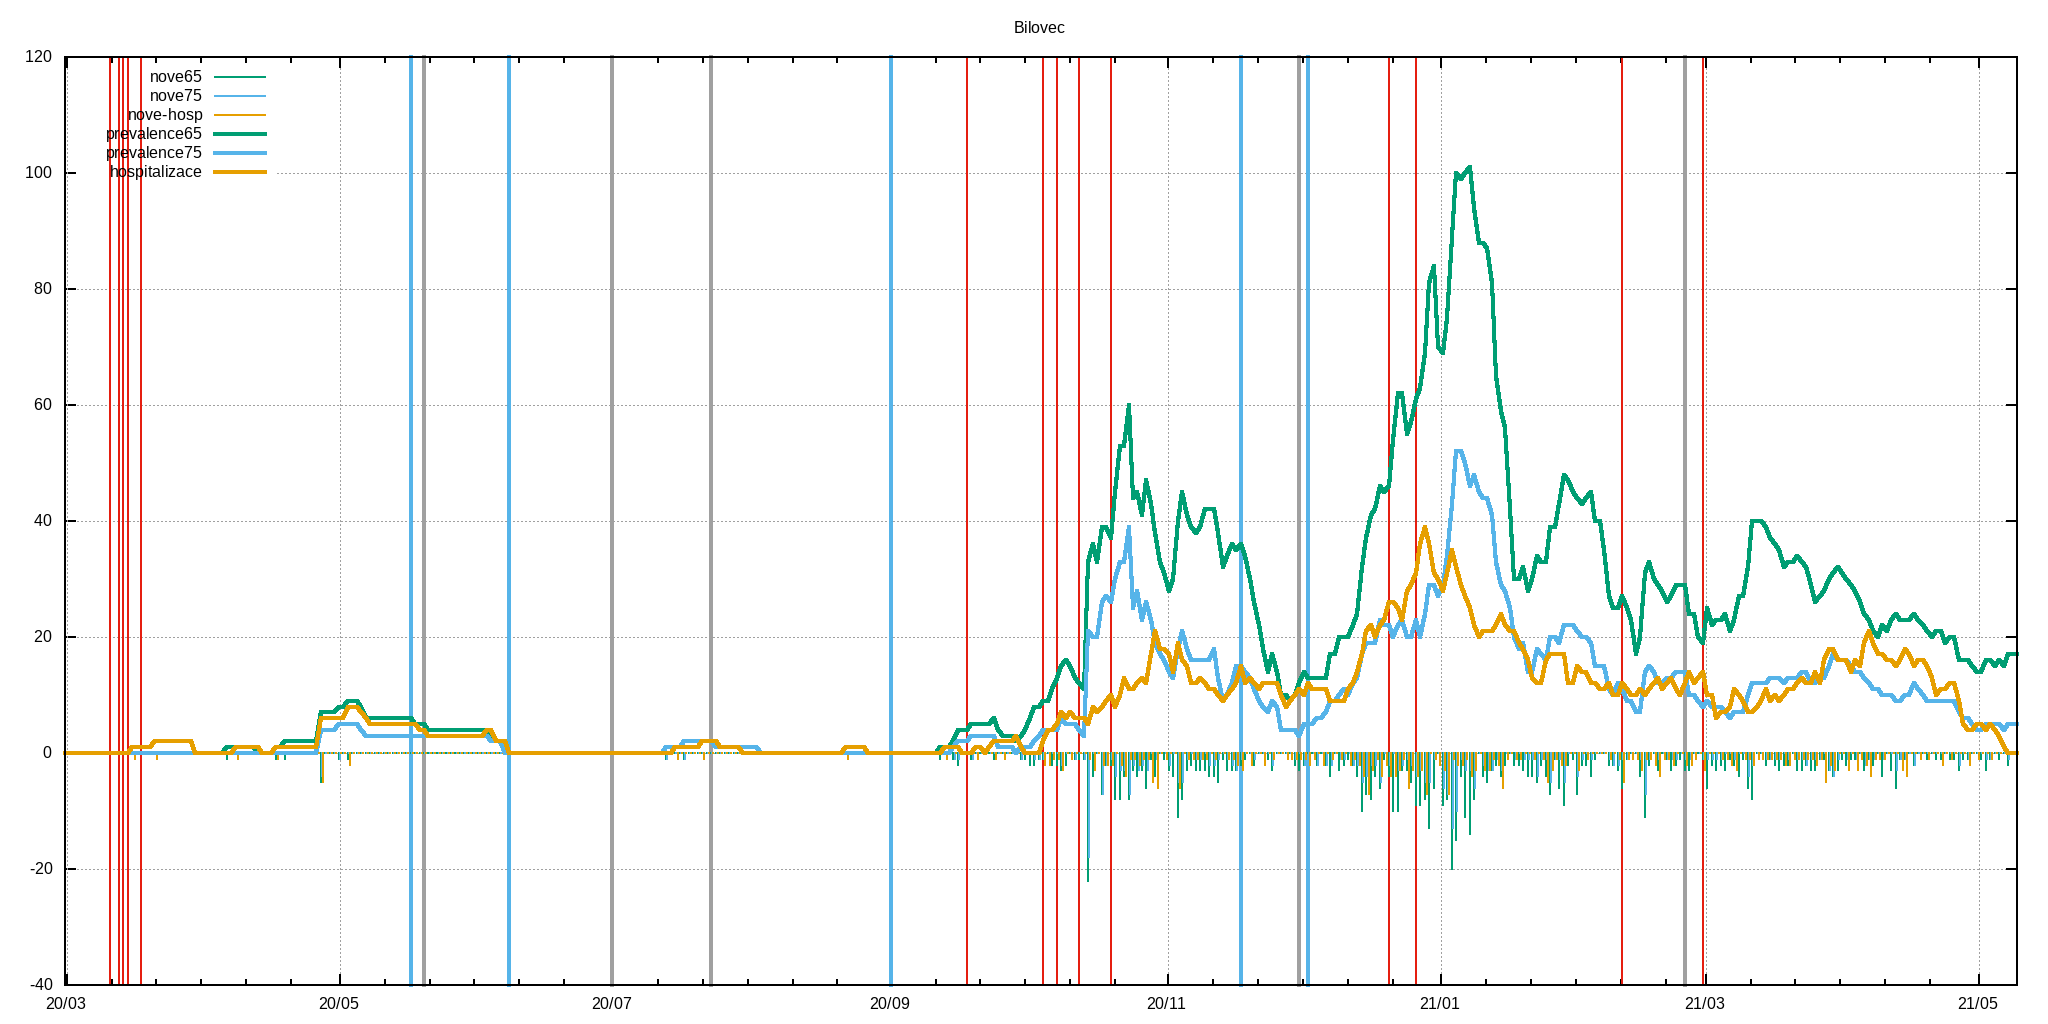 Bilovec
120
100
80
60
40
20
0
-20
-40
nove65
nove75
nove-hosp
prevalence65
prevalence75
hospitalizace
20/03 20/05 20/07 20/09 20/11 21/01 21/03 21/05